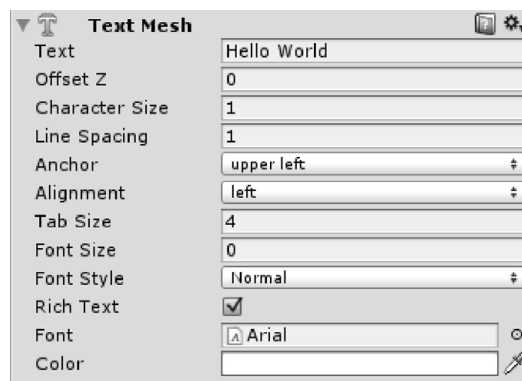 Text Mesh
Text Hello World
Offset Z 0
Character Size 1
Line Spacing 1
Anchor upper left
Alignment left
Tab Size 4
Font Size 0
Font Style Normal
Rich Text
Font Arial
Color